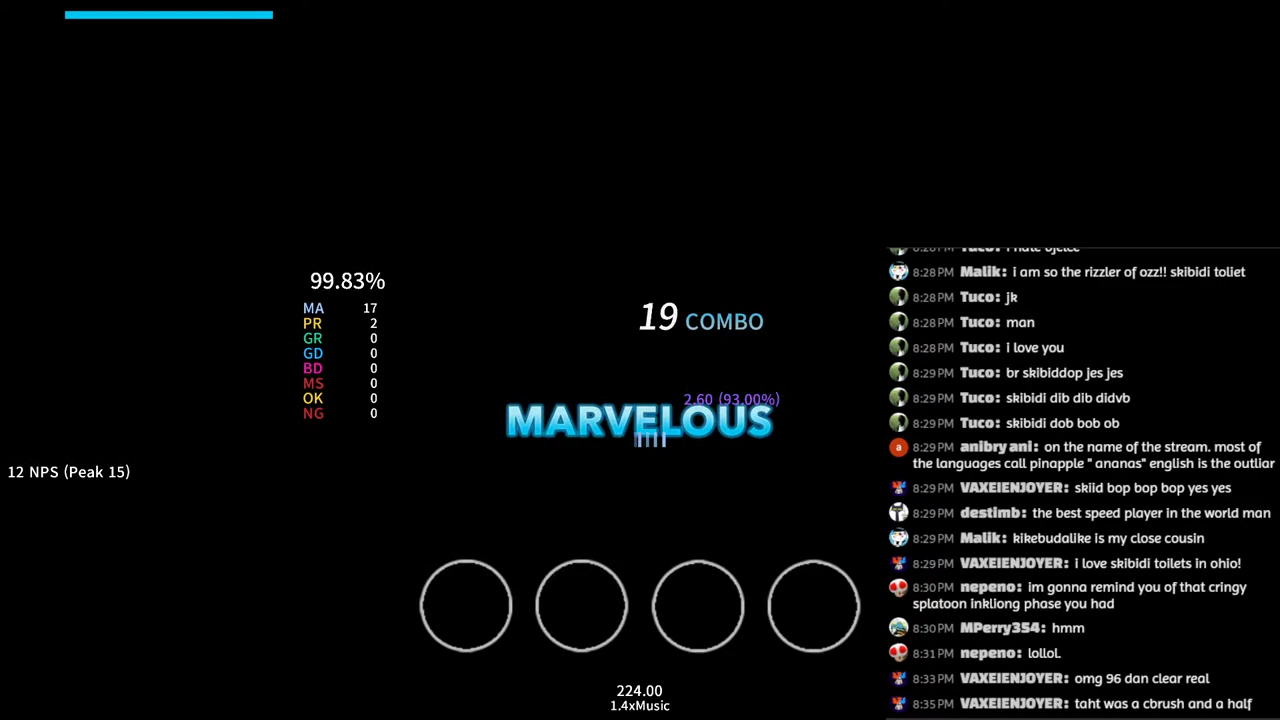 99.83%
MA 17
PR 2
GR 0
GD 0
BD 0
MS 0
OK 0
NG 0
12 NPS (Peak 15)
19 COMBO
2.60 (93.00%)
MARVELOUS
224.00
1.4xMusic
8:28 PM Tuco: i hate
8:28 PM Malik: i am so the rizzler of ozz!! skibidi toliet
8:28 PM Tuco: jk
8:28 PM Tuco: man
8:28 PM Tuco: i love you
8:29 PM Tuco: br skibiddop jes jes
8:29 PM Tuco: skibidi dib dib didvb
8:29 PM Tuco: skibidi dob bob ob
a 8:29 PM anibry ani: on the name of the stream. most of
the languages call pinapple " ananas" english is the outliar
8:29 PM VAXEIENJOYER: skiid bop bop bop yes yes
8:29 PM destimb: the best speed player in the world man
8:29 PM Malik: kikebudalike is my close cousin
8:29 PM VAXEIENJOYER: i love skibidi toilets in ohio!
8:30 PM nepeno: im gonna remind you of that cringy
splatoon inkliong phase you had
8:30 PM MPerry354: hmm
8:31 PM nepeno: lollol.
8:33 PM VAXEIENJOYER: omg 96 dan clear real
8:35 PM VAXEIENJOYER: taht was a cbrush and a half